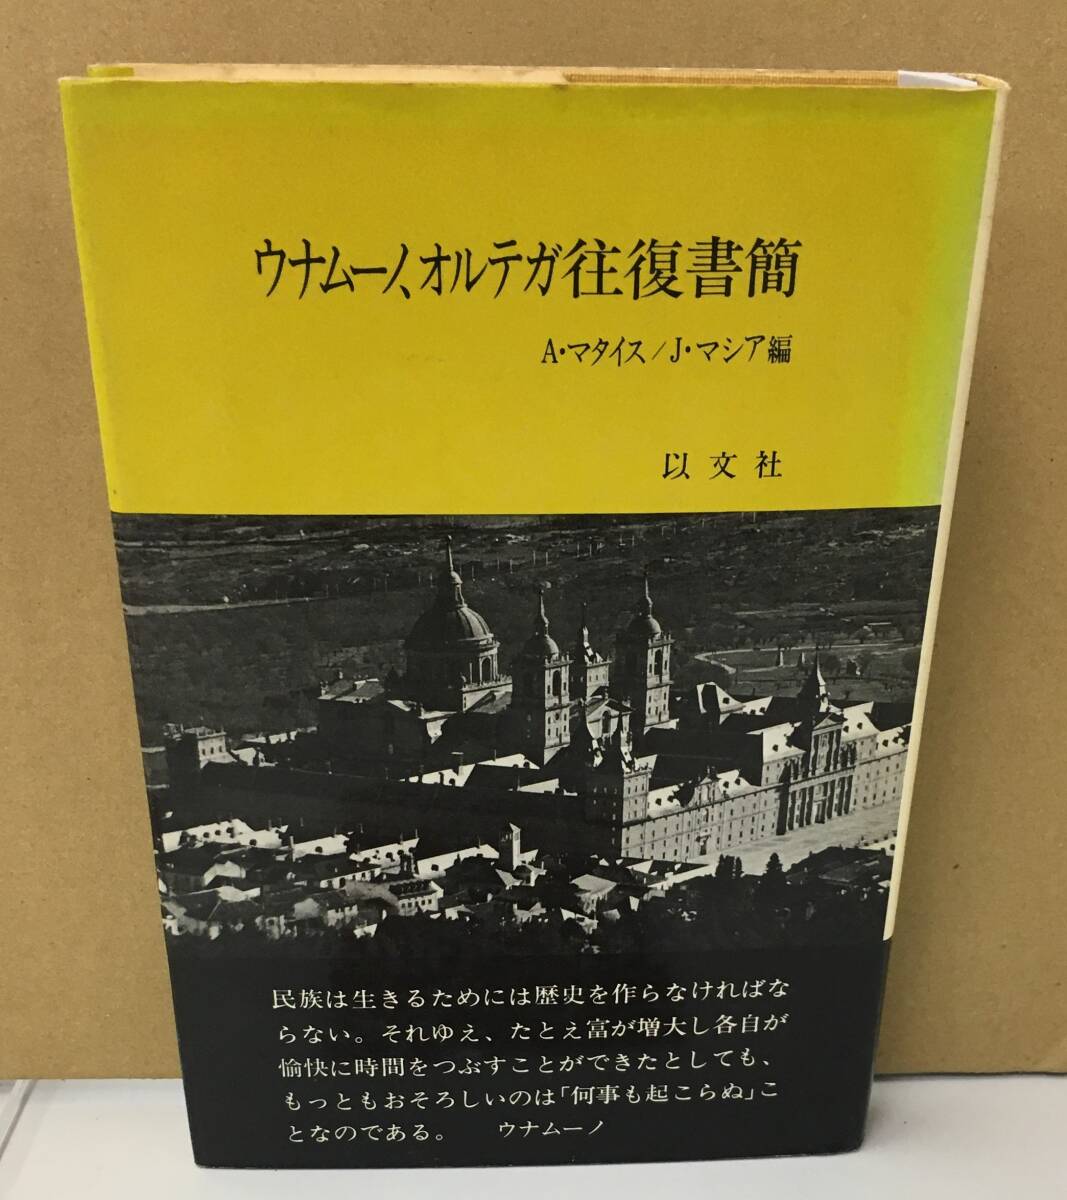 ウナムーノ、オルテガ往復書簡
A・マタイス/J・マシア編
以文社
民族は生きるためには歴史を作らなければな
らない。それゆえ、たとえ富が増大し各自が
愉快に時間をつぶすことができたとしても、
もっともおそろしいのは「何事も起こらぬ」こ
となのである。 ウナムーノ